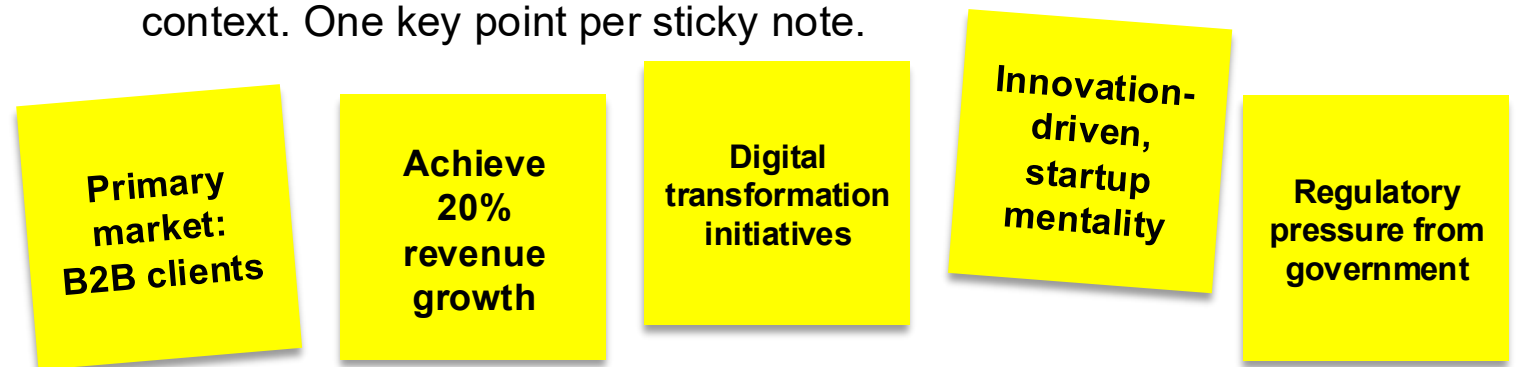 context. One key point per sticky note.
Primary
market:
B2B clients
Achieve
20%
revenue
growth
Digital
transformation
initiatives
Innovation-
driven,
startup
mentality
Regulatory
pressure from
government